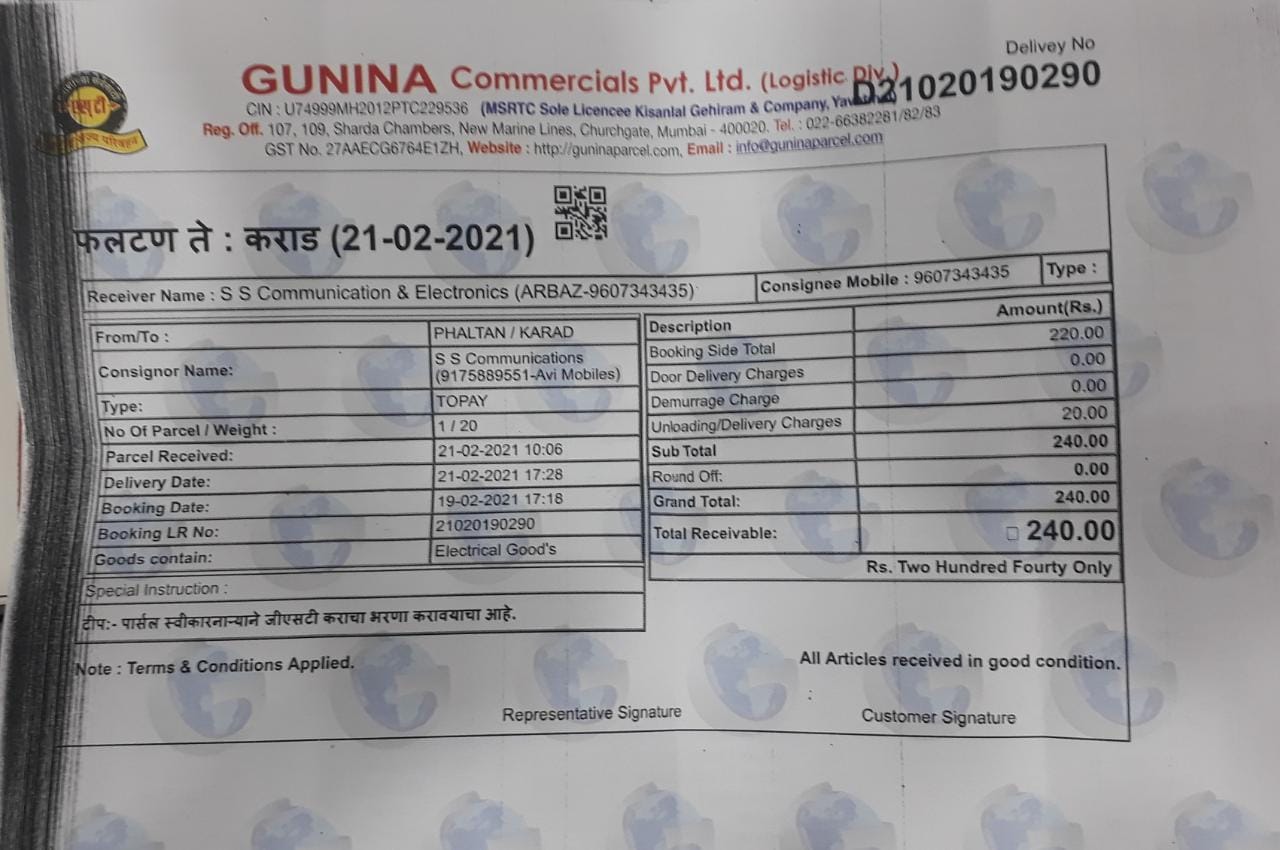 Delivey No
D21020190290
GUNINA Commercials Pvt. Ltd. (Logistic Div.)
CIN : U74999MH2012PTC229536 (MSRTC Sole Licencee Kisanlal Gehiram & Company,
Reg. Off. 107, 109, Sharda Chambers, New Marine Lines, Churchgate, Mumbai - 400020. Tel. : 022-66382281/82/83
GST No. 27AAECG6764E1ZH, Website : http://guninaparcel.com, Email : info@guninaparcel.com
एस टी
फलटण ते : कराड (21-02-2021)
Receiver Name : S S Communication & Electronics (ARBAZ-9607343435) Consignee Mobile : 9607343435 Type :
From/To : PHALTAN / KARAD
Consignor Name: S S Communications
(9175889551-Avi Mobiles)
Type: TOPAY
No Of Parcel / Weight : 1 / 20
Parcel Received: 21-02-2021 10:06
Delivery Date: 21-02-2021 17:28
Booking Date: 19-02-2021 17:18
Booking LR No: 21020190290
Goods contain: Electrical Good's
Special Instruction :
टीप:- पार्सल स्वीकारनाऱ्याने जीएसटी कराचा भरणा करावयाचा आहे.
Description Amount(Rs.)
Booking Side Total 220.00
Door Delivery Charges 0.00
Demurrage Charge 0.00
Unloading/Delivery Charges 20.00
Sub Total 240.00
Round Off: 0.00
Grand Total: 240.00
Total Receivable: 240.00
Rs. Two Hundred Fourty Only
Note : Terms & Conditions Applied.
All Articles received in good condition.
:
Representative Signature
Customer Signature